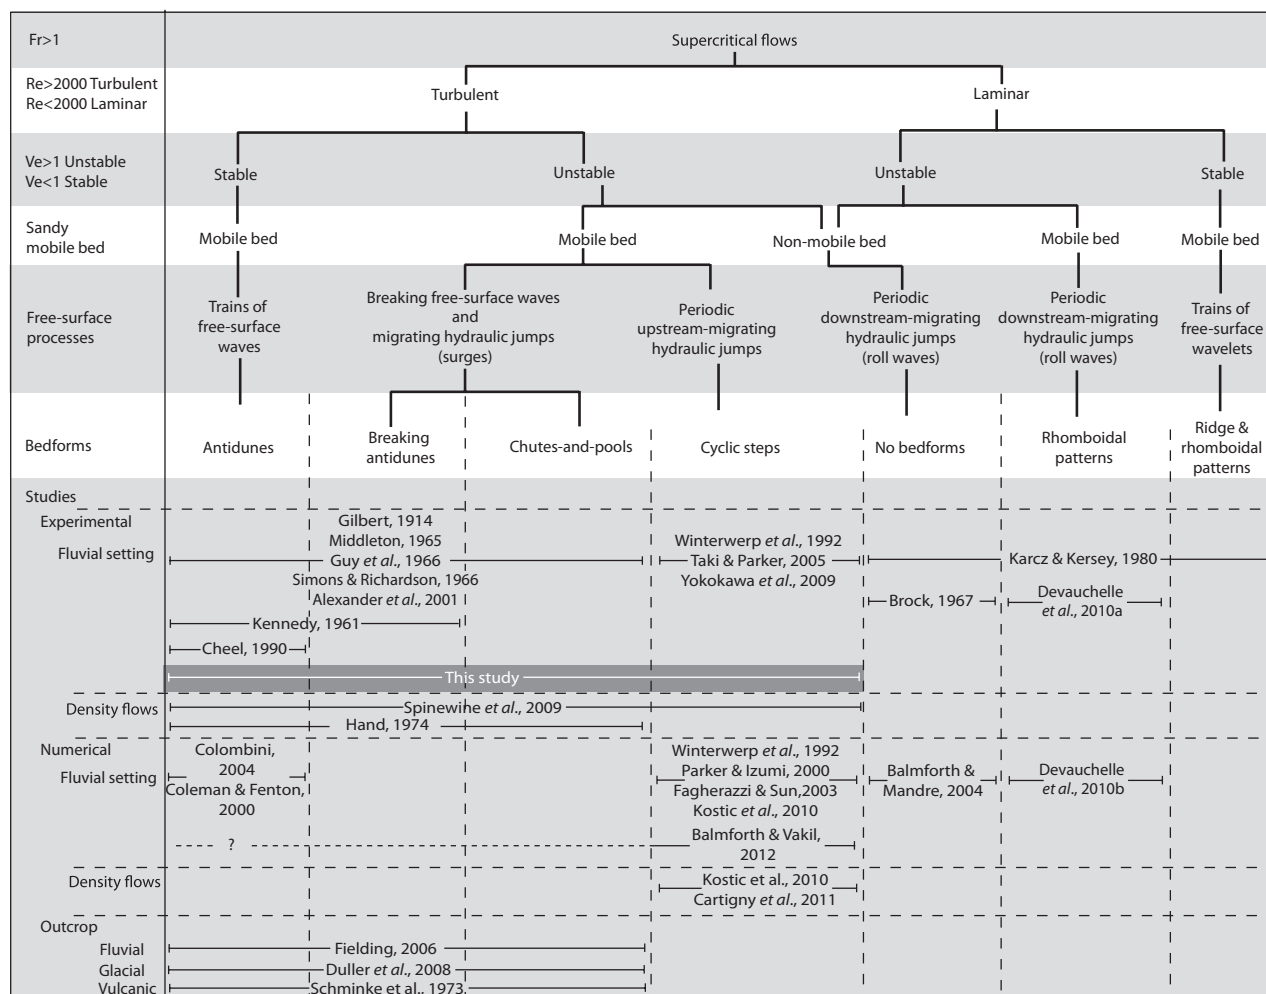 Fr>1
Supercritical flows
Re>2000 Turbulent
Re<2000 Laminar
Turbulent
Laminar
Ve>1 Unstable
Ve<1 Stable
Stable
Unstable
Unstable
Stable
Sandy
mobile bed
Mobile bed
Mobile bed
Non-mobile bed
Mobile bed
Mobile bed
Free-surface
processes
Trains of
free-surface
waves
Breaking free-surface waves
and
migrating hydraulic jumps
(surges)
Periodic
upstream-migrating
hydraulic jumps
Periodic
downstream-migrating
hydraulic jumps
(roll waves)
Periodic
downstream-migrating
hydraulic jumps
(roll waves)
Trains of
free-surface
wavelets
Bedforms
Antidunes
Breaking
antidunes
Chutes-and-pools
Cyclic steps
No bedforms
Rhomboidal
patterns
Ridge &
rhomboidal
patterns
Studies
Experimental
Fluvial setting
Gilbert, 1914
Middleton, 1965
Guy et al., 1966
Simons & Richardson, 1966
Alexander et al., 2001
Winterwerp et al., 1992
Taki & Parker, 2005
Yokokawa et al., 2009
Karcz & Kersey, 1980
Brock, 1967
Devauchelle
et al., 2010a
Kennedy, 1961
Cheel, 1990
This study
Density flows
Spinewine et al., 2009
Hand, 1974
Numerical
Fluvial setting
Colombini,
2004
Coleman & Fenton,
2000
Winterwerp et al., 1992
Parker & Izumi, 2000
Fagherazzi & Sun,2003
Kostic et al., 2010
Balmforth &
Mandre, 2004
Devauchelle
et al., 2010b
?
Balmforth & Vakil,
2012
Density flows
Kostic et al., 2010
Cartigny et al., 2011
Outcrop
Fluvial
Fielding, 2006
Glacial
Duller et al., 2008
Vulcanic
Schminke et al., 1973.